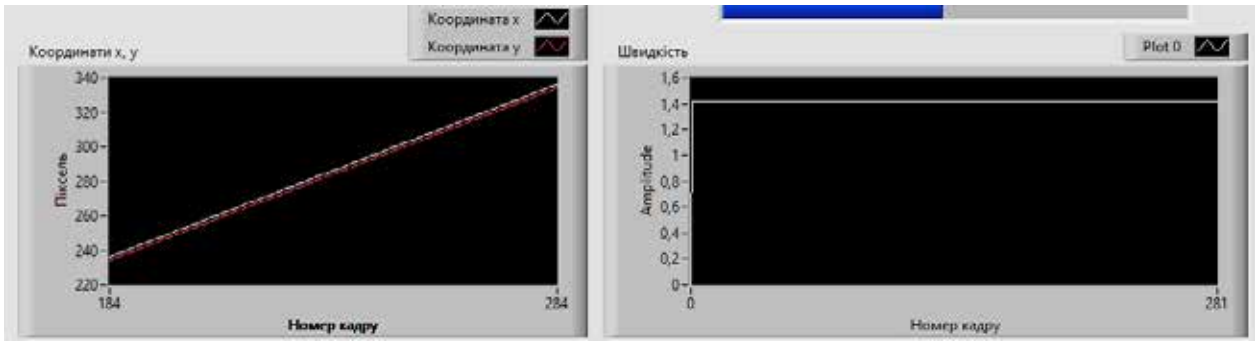 Координата x
Координата y
Координати x, y
Піксель
340
320
300
280
260
240
220
184
284
Номер кадру
Швидкість
Plot 0
Amplitude
1,6
1,4
1,2
1
0,8
0,6
0,4
0,2
0
0
281
Номер кадру